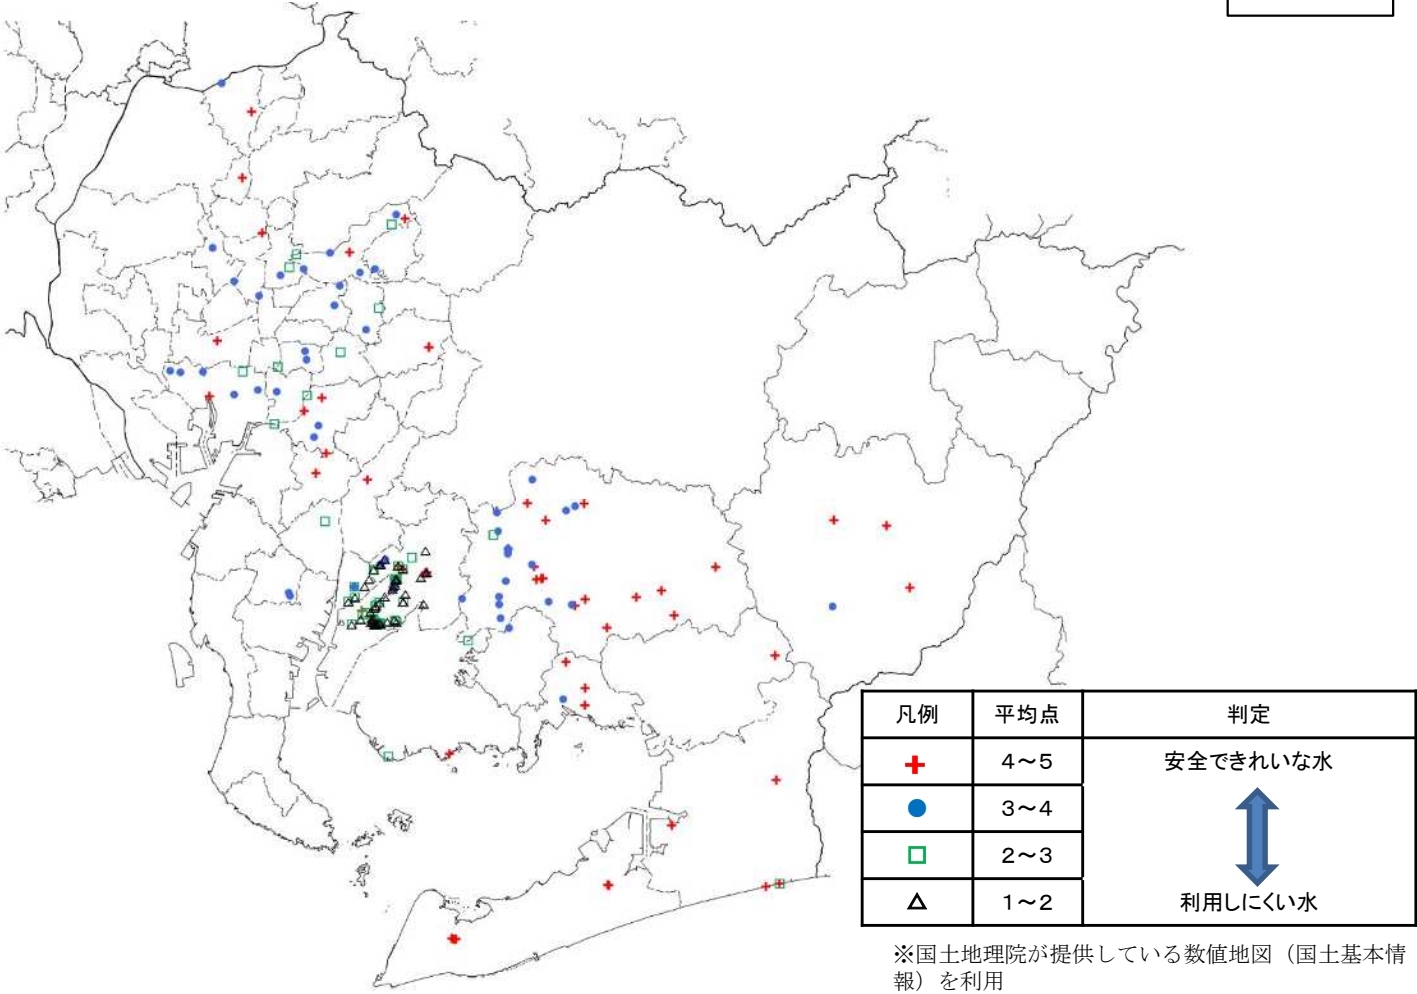 凡例 平均点 判定
4～5 安全できれいな水
3～4
2～3
1～2 利用しにくい水
※国土地理院が提供している数値地図（国土基本情
報）を利用